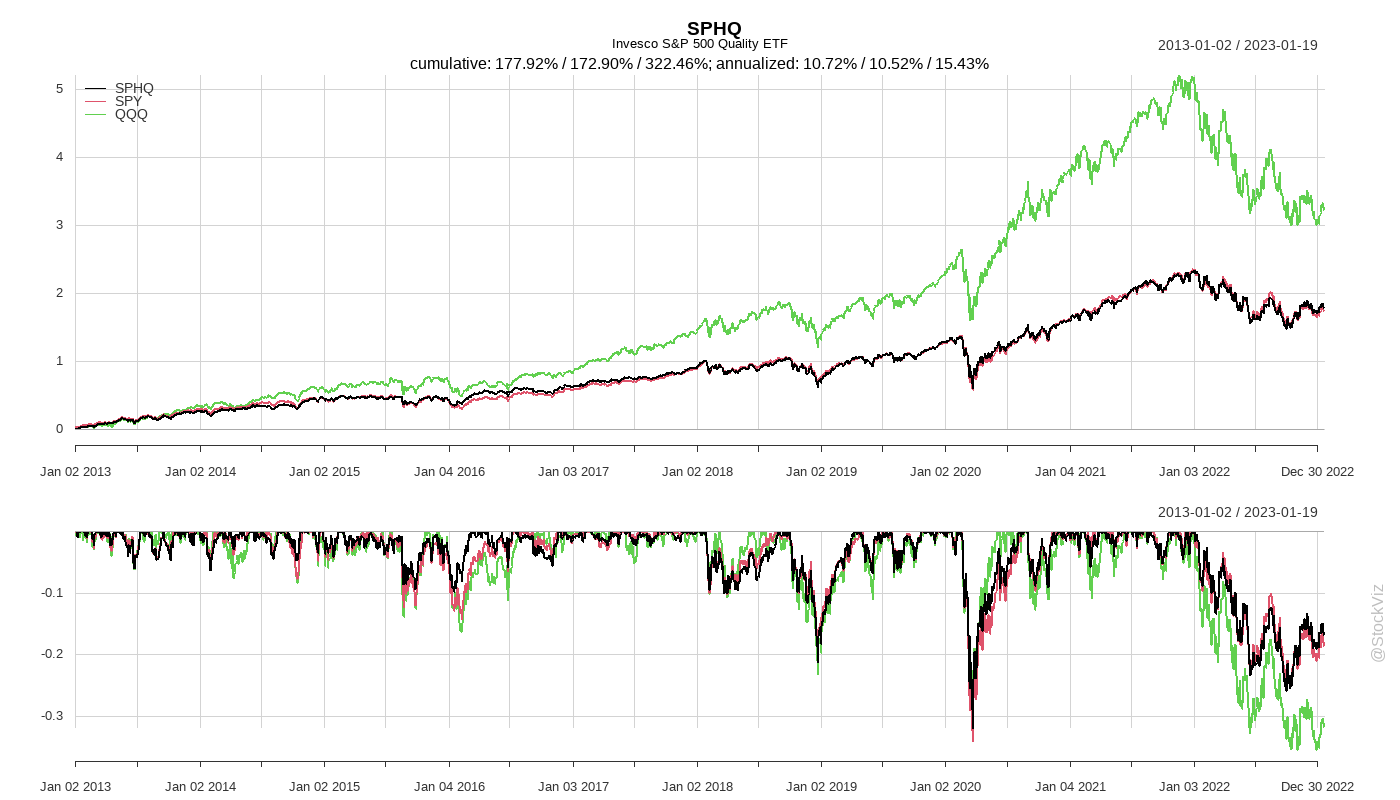 SPHQ
Invesco S&P 500 Quality ETF
2013-01-02 / 2023-01-19
cumulative: 177.92% / 172.90% / 322.46%; annualized: 10.72% / 10.52% / 15.43%
SPHQ
SPY
QQQ
5
4
3
2
1
0
Jan 02 2013 Jan 02 2014 Jan 02 2015 Jan 04 2016 Jan 03 2017 Jan 02 2018 Jan 02 2019 Jan 02 2020 Jan 04 2021 Jan 03 2022 Dec 30 2022
2013-01-02 / 2023-01-19
-0.1
-0.2
-0.3
Jan 02 2013 Jan 02 2014 Jan 02 2015 Jan 04 2016 Jan 03 2017 Jan 02 2018 Jan 02 2019 Jan 02 2020 Jan 04 2021 Jan 03 2022 Dec 30 2022
@StockViz